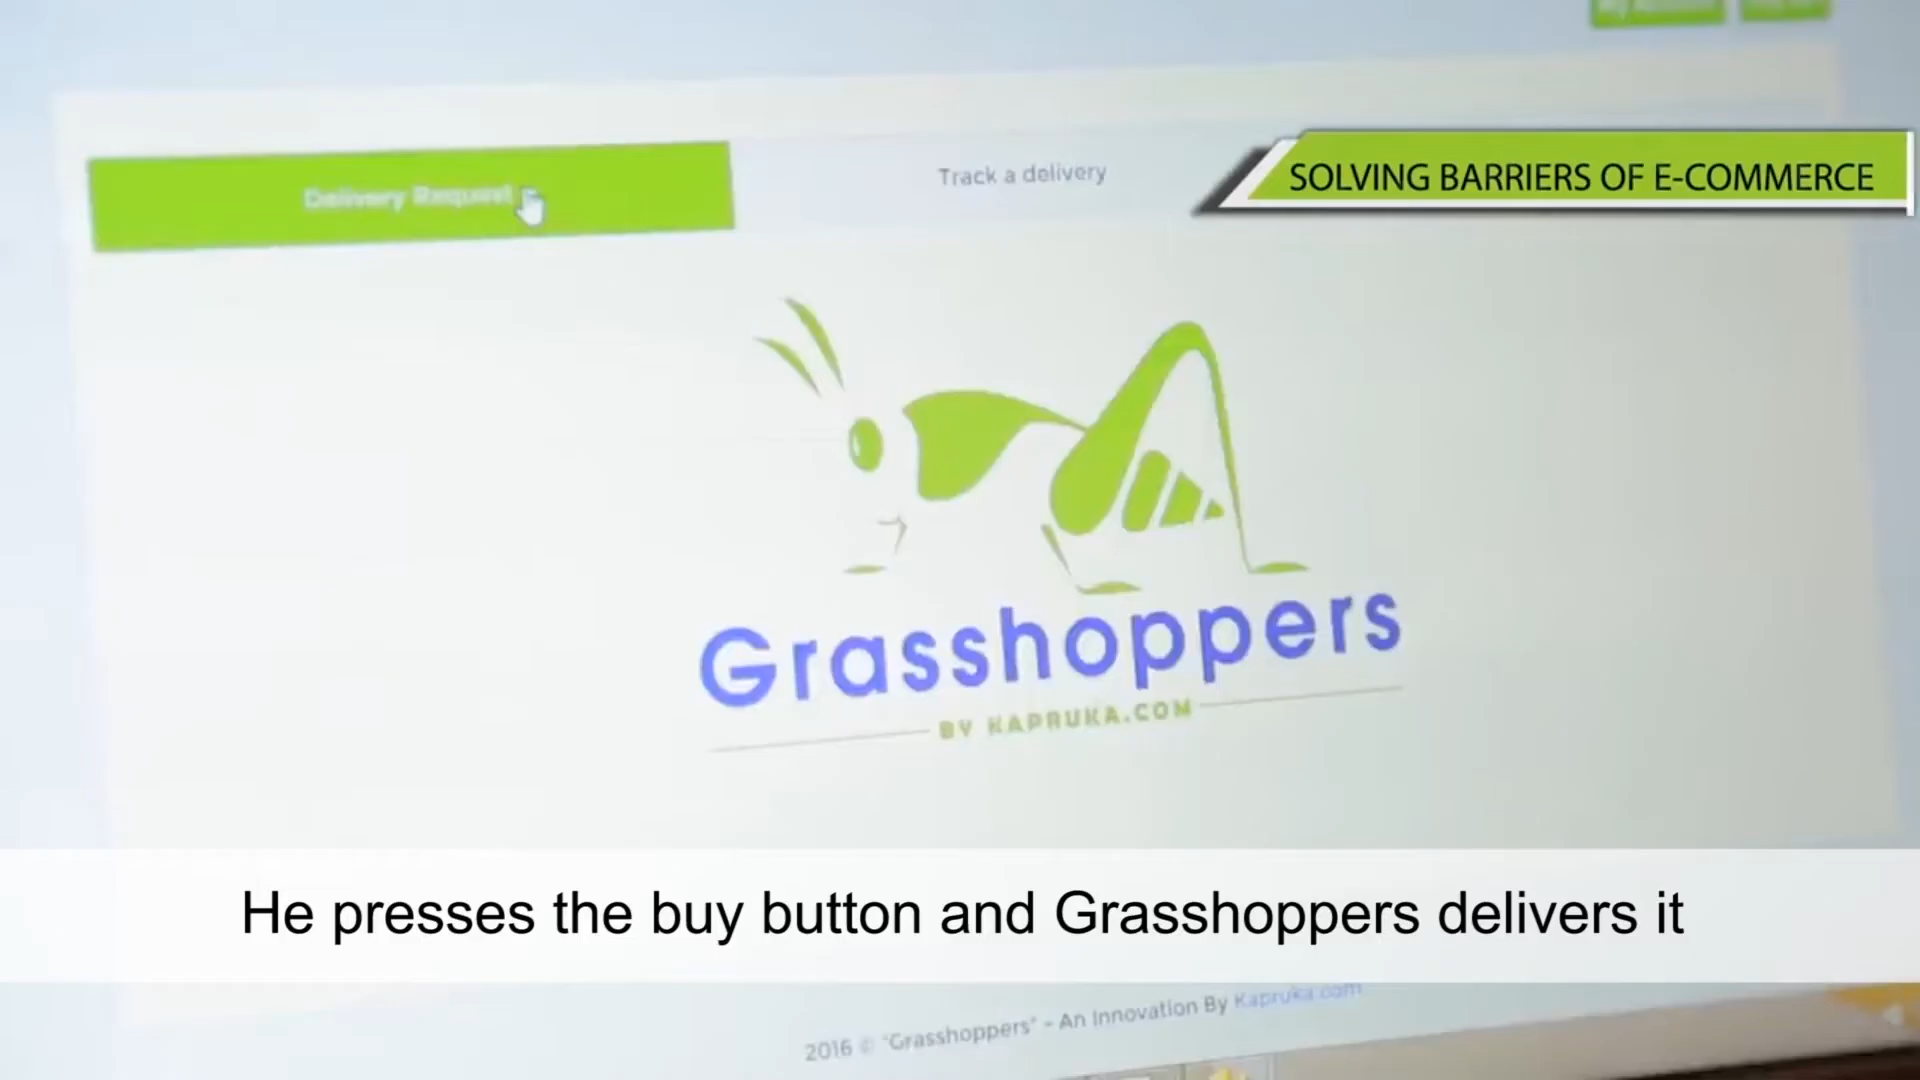 Delivery Request
Track a delivery
SOLVING BARRIERS OF E-COMMERCE
Grasshoppers
BY KAPRUKA.COM
He presses the buy button and Grasshoppers delivers it
2016 © "Grasshoppers" - An Innovation By Kapruka.com